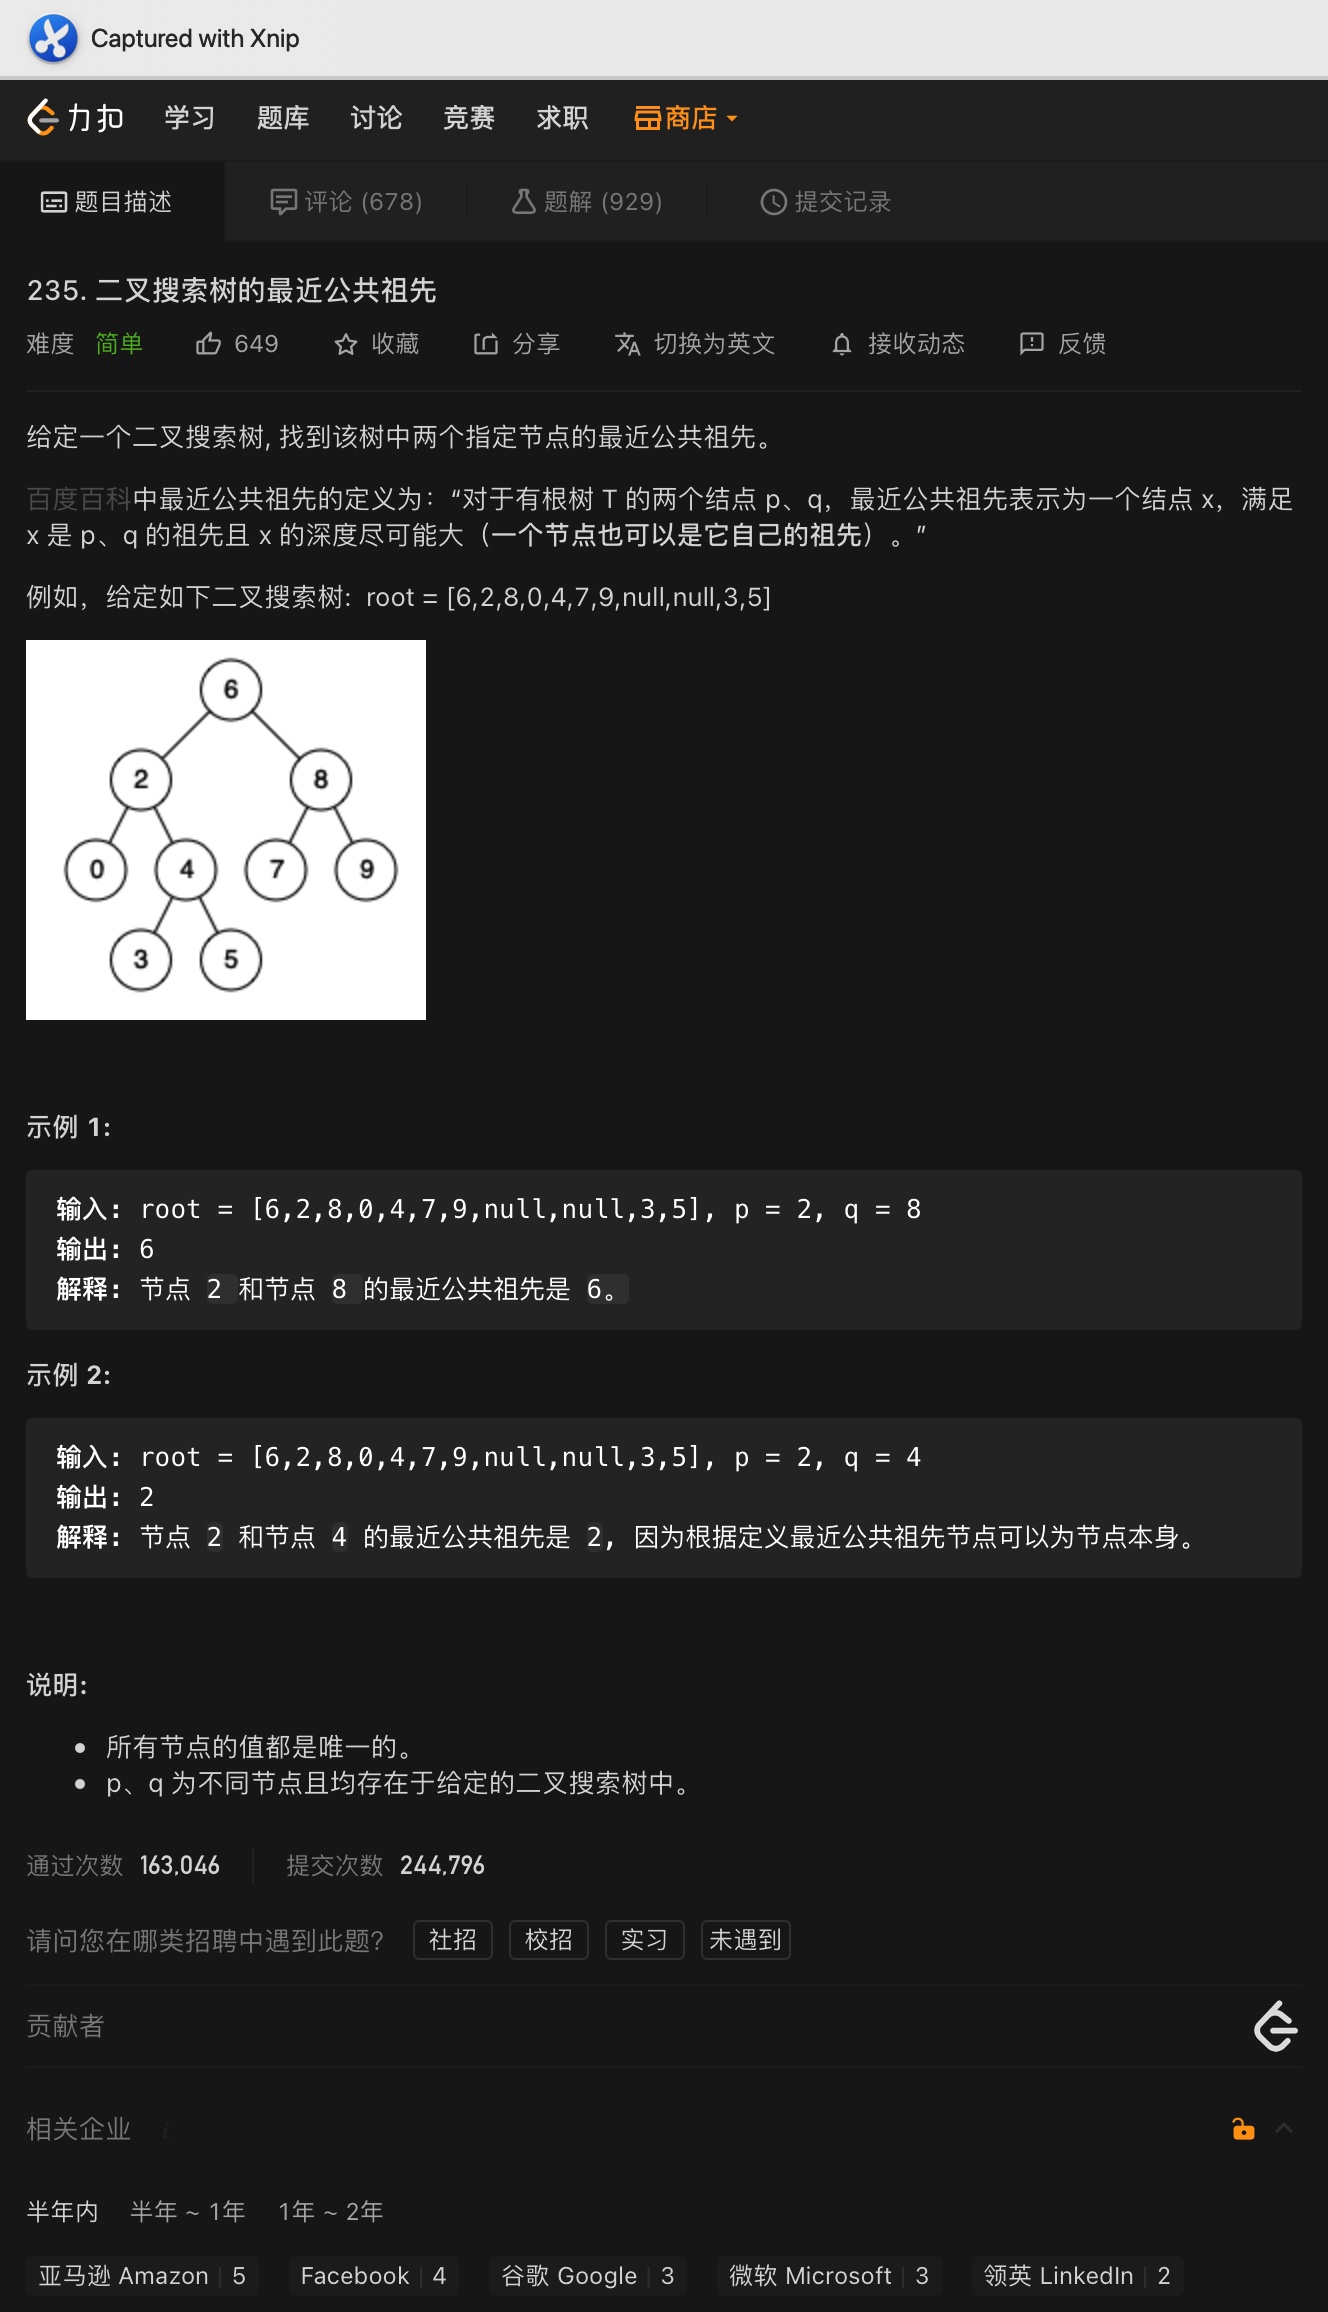 Captured with Xnip
力扣 学习 题库 讨论 竞赛 求职 商店
题目描述 评论 (678) 题解 (929) 提交记录
235. 二叉搜索树的最近公共祖先
难度 简单 649 收藏 分享 切换为英文 接收动态 反馈
给定一个二叉搜索树, 找到该树中两个指定节点的最近公共祖先。
百度百科中最近公共祖先的定义为：“对于有根树 T 的两个结点 p、q，最近公共祖先表示为一个结点 x，满足
x 是 p、q 的祖先且 x 的深度尽可能大（一个节点也可以是它自己的祖先）。”
例如，给定如下二叉搜索树: root = [6,2,8,0,4,7,9,null,null,3,5]
6
2 8
0 4 7 9
3 5
示例 1:
输入: root = [6,2,8,0,4,7,9,null,null,3,5], p = 2, q = 8
输出: 6
解释: 节点 2 和节点 8 的最近公共祖先是 6。
示例 2:
输入: root = [6,2,8,0,4,7,9,null,null,3,5], p = 2, q = 4
输出: 2
解释: 节点 2 和节点 4 的最近公共祖先是 2, 因为根据定义最近公共祖先节点可以为节点本身。
说明:
• 所有节点的值都是唯一的。
• p、q 为不同节点且均存在于给定的二叉搜索树中。
通过次数 163,046 提交次数 244,796
请问您在哪类招聘中遇到此题? 社招 校招 实习 未遇到
贡献者
相关企业 i
半年内 半年 ~ 1年 1年 ~ 2年
亚马逊 Amazon | 5 Facebook | 4 谷歌 Google | 3 微软 Microsoft | 3 领英 LinkedIn | 2